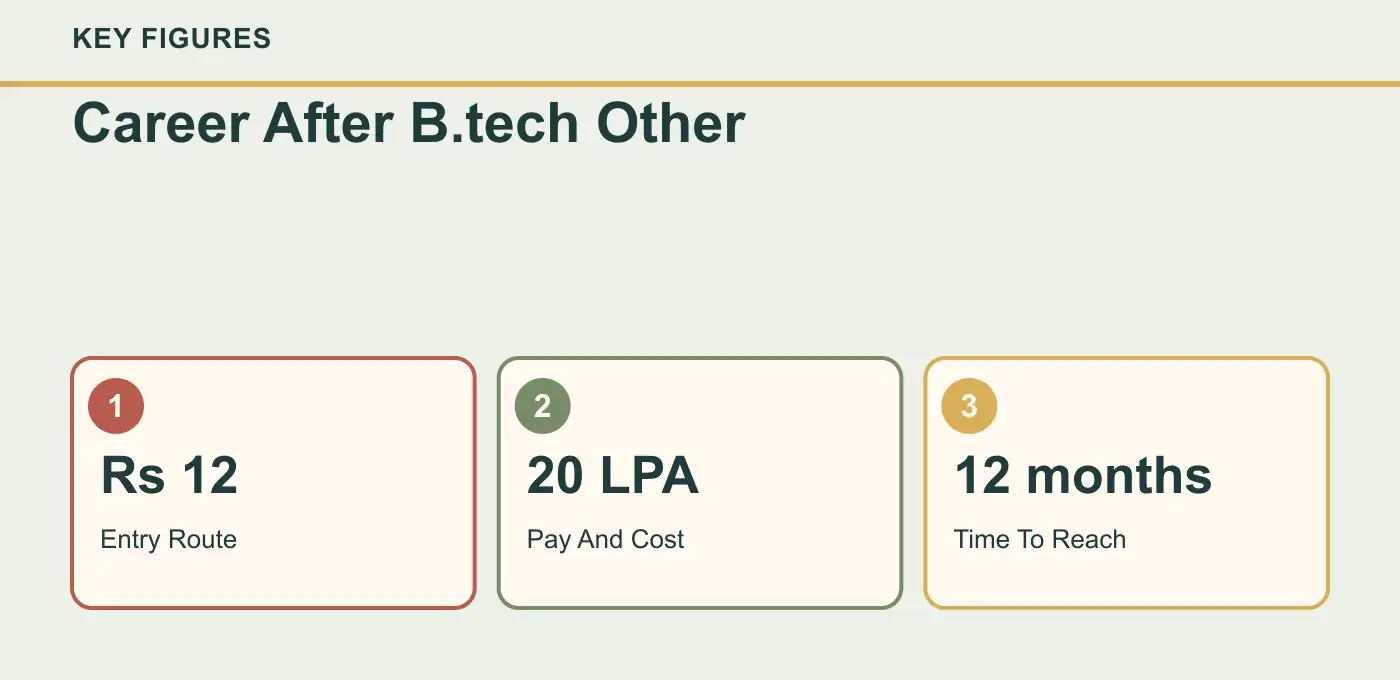 KEY FIGURES
Career After B.tech Other
1
Rs 12
Entry Route
2
20 LPA
Pay And Cost
3
12 months
Time To Reach